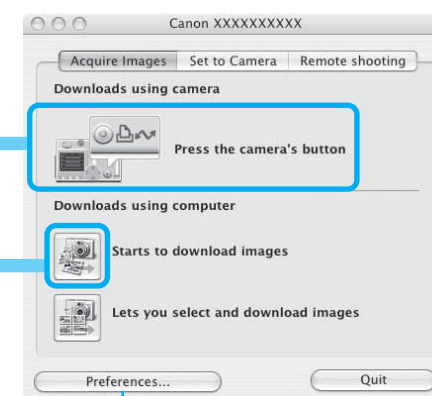 Canon XXXXXXXXXX
Acquire Images Set to Camera Remote shooting
Downloads using camera
Press the camera's button
Downloads using computer
Starts to download images
Lets you select and download images
Preferences... Quit